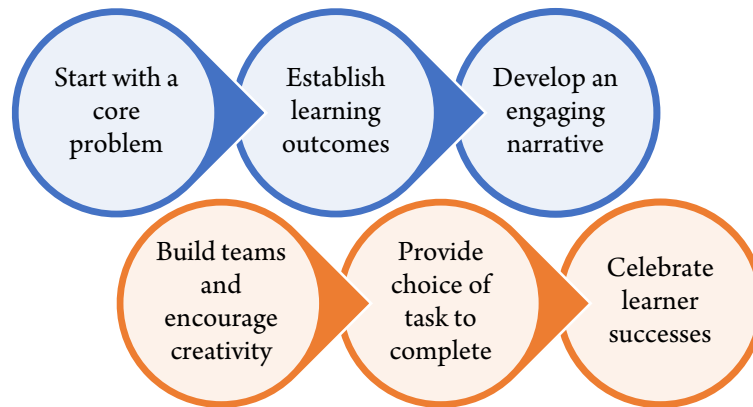 Start with a
core
problem
Establish
learning
outcomes
Develop an
engaging
narrative
Build teams
and
encourage
creativity
Provide
choice of
task to
complete
Celebrate
learner
successes